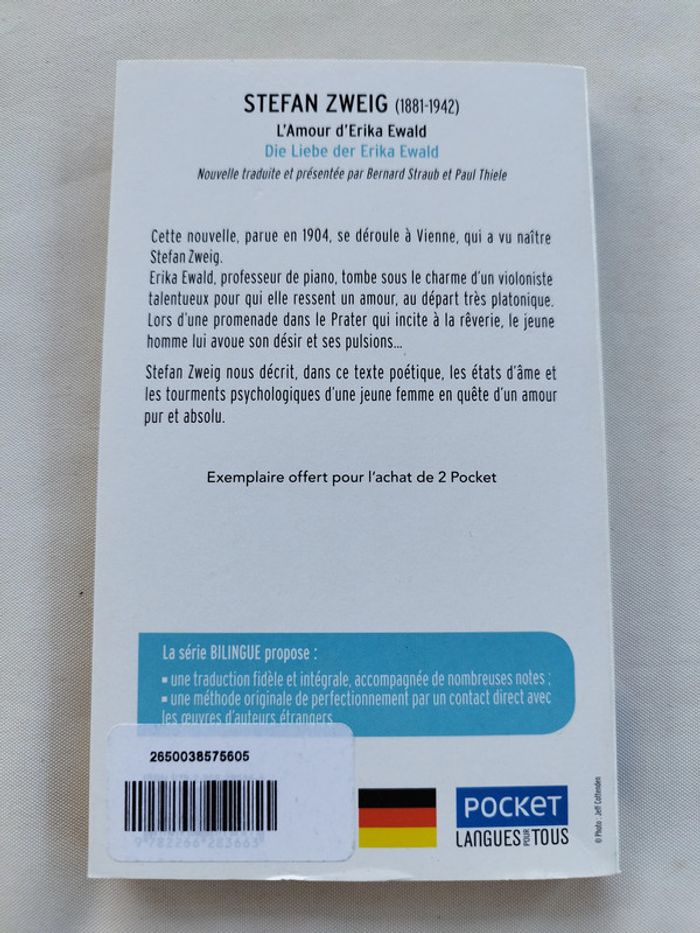 STEFAN ZWEIG (1881-1942)
L'Amour d'Erika Ewald
Die Liebe der Erika Ewald
Nouvelle traduite et présentée par Bernard Straub et Paul Thiele
Cette nouvelle, parue en 1904, se déroule à Vienne, qui a vu naître
Stefan Zweig.
Erika Ewald, professeur de piano, tombe sous le charme d'un violoniste
talentueux pour qui elle ressent un amour, au départ très platonique.
Lors d'une promenade dans le Prater qui incite à la rêverie, le jeune
homme lui avoue son désir et ses pulsions...
Stefan Zweig nous décrit, dans ce texte poétique, les états d'âme et
les tourments psychologiques d'une jeune femme en quête d'un amour
pur et absolu.
Exemplaire offert pour l'achat de 2 Pocket
La série BILINGUE propose :
▪ une traduction fidèle et intégrale, accompagnée de nombreuses notes ;
▪ une méthode originale de perfectionnement par un contact direct avec
les œuvres d'auteurs étrangers
2650038575605
9 782266 283663
POCKET
LANGUES POUR TOUS
© Photo : Jeff Cottenden